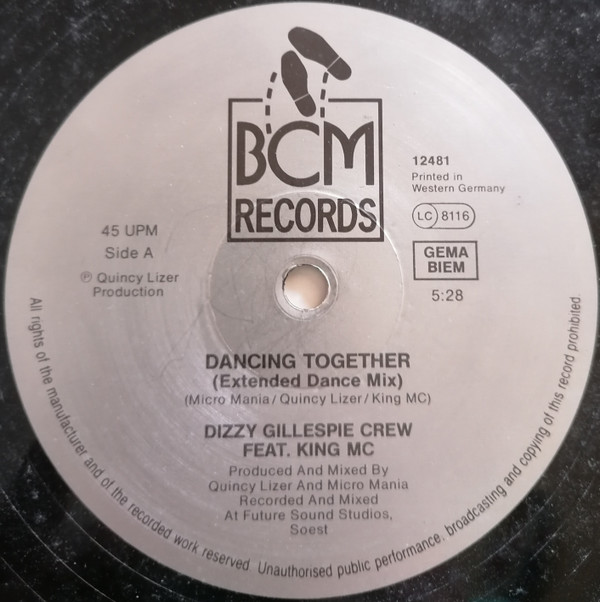 BCM
RECORDS
12481
Printed in
Western Germany
LC 8116
GEMA
BIEM
5:28
45 UPM
Side A
℗ Quincy Lizer
Production
DANCING TOGETHER
(Extended Dance Mix)
(Micro Mania/Quincy Lizer/King MC)
DIZZY GILLESPIE CREW
FEAT. KING MC
Produced And Mixed By
Quincy Lizer And Micro Mania
Recorded And Mixed
At Future Sound Studios,
Soest
All rights of the manufacturer and of the recorded work reserved. Unauthorised public performance, broadcasting and copying of this record prohibited.